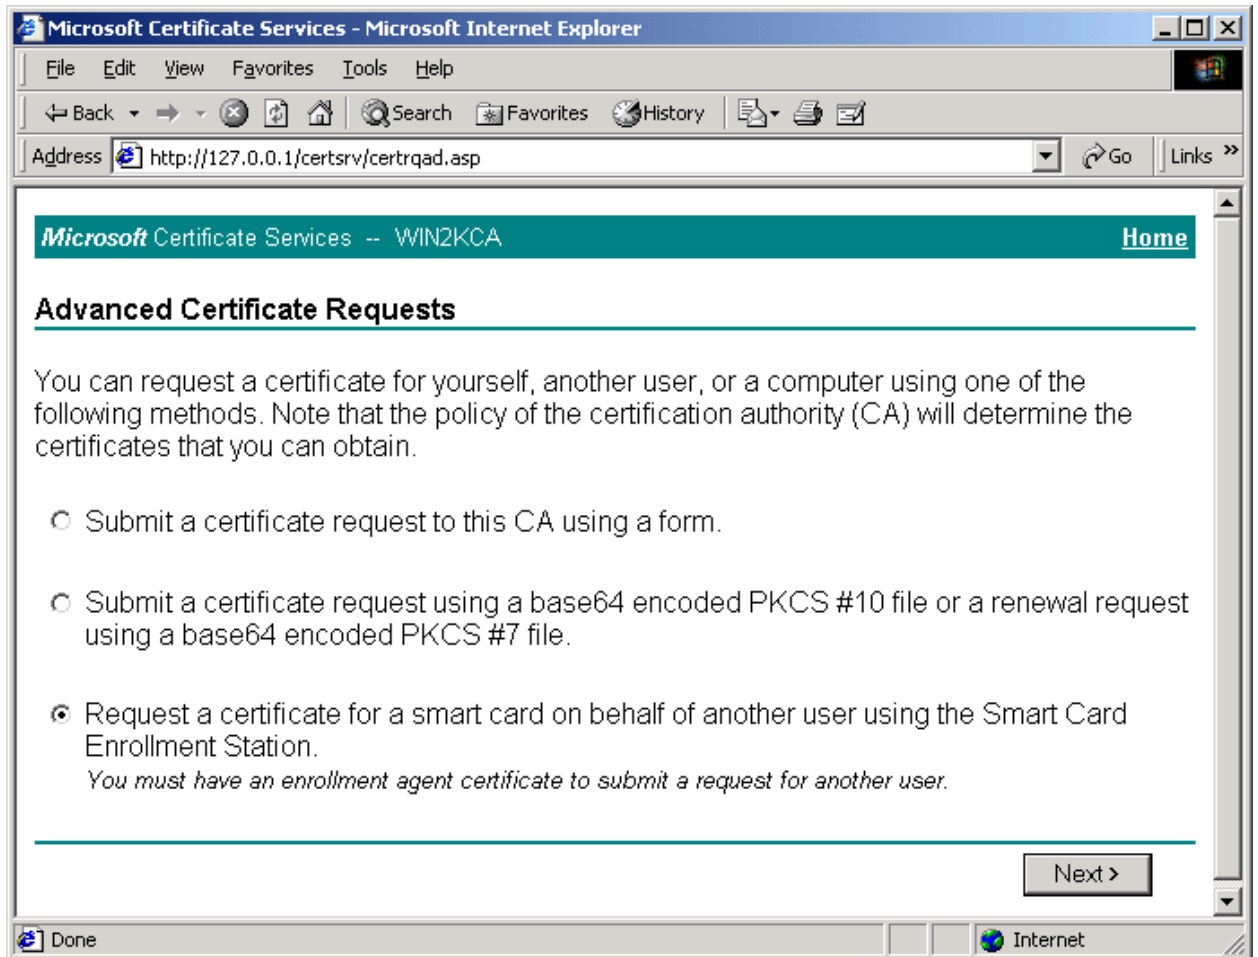 Microsoft Certificate Services - Microsoft Internet Explorer
File Edit View Favorites Tools Help
Back Search Favorites History
Address http://127.0.0.1/certsrv/certrqad.asp Go Links »
Microsoft Certificate Services -- WIN2KCA Home
Advanced Certificate Requests
You can request a certificate for yourself, another user, or a computer using one of the
following methods. Note that the policy of the certification authority (CA) will determine the
certificates that you can obtain.
Submit a certificate request to this CA using a form.
Submit a certificate request using a base64 encoded PKCS #10 file or a renewal request
using a base64 encoded PKCS #7 file.
Request a certificate for a smart card on behalf of another user using the Smart Card
Enrollment Station.
You must have an enrollment agent certificate to submit a request for another user.
Next >
Done Internet